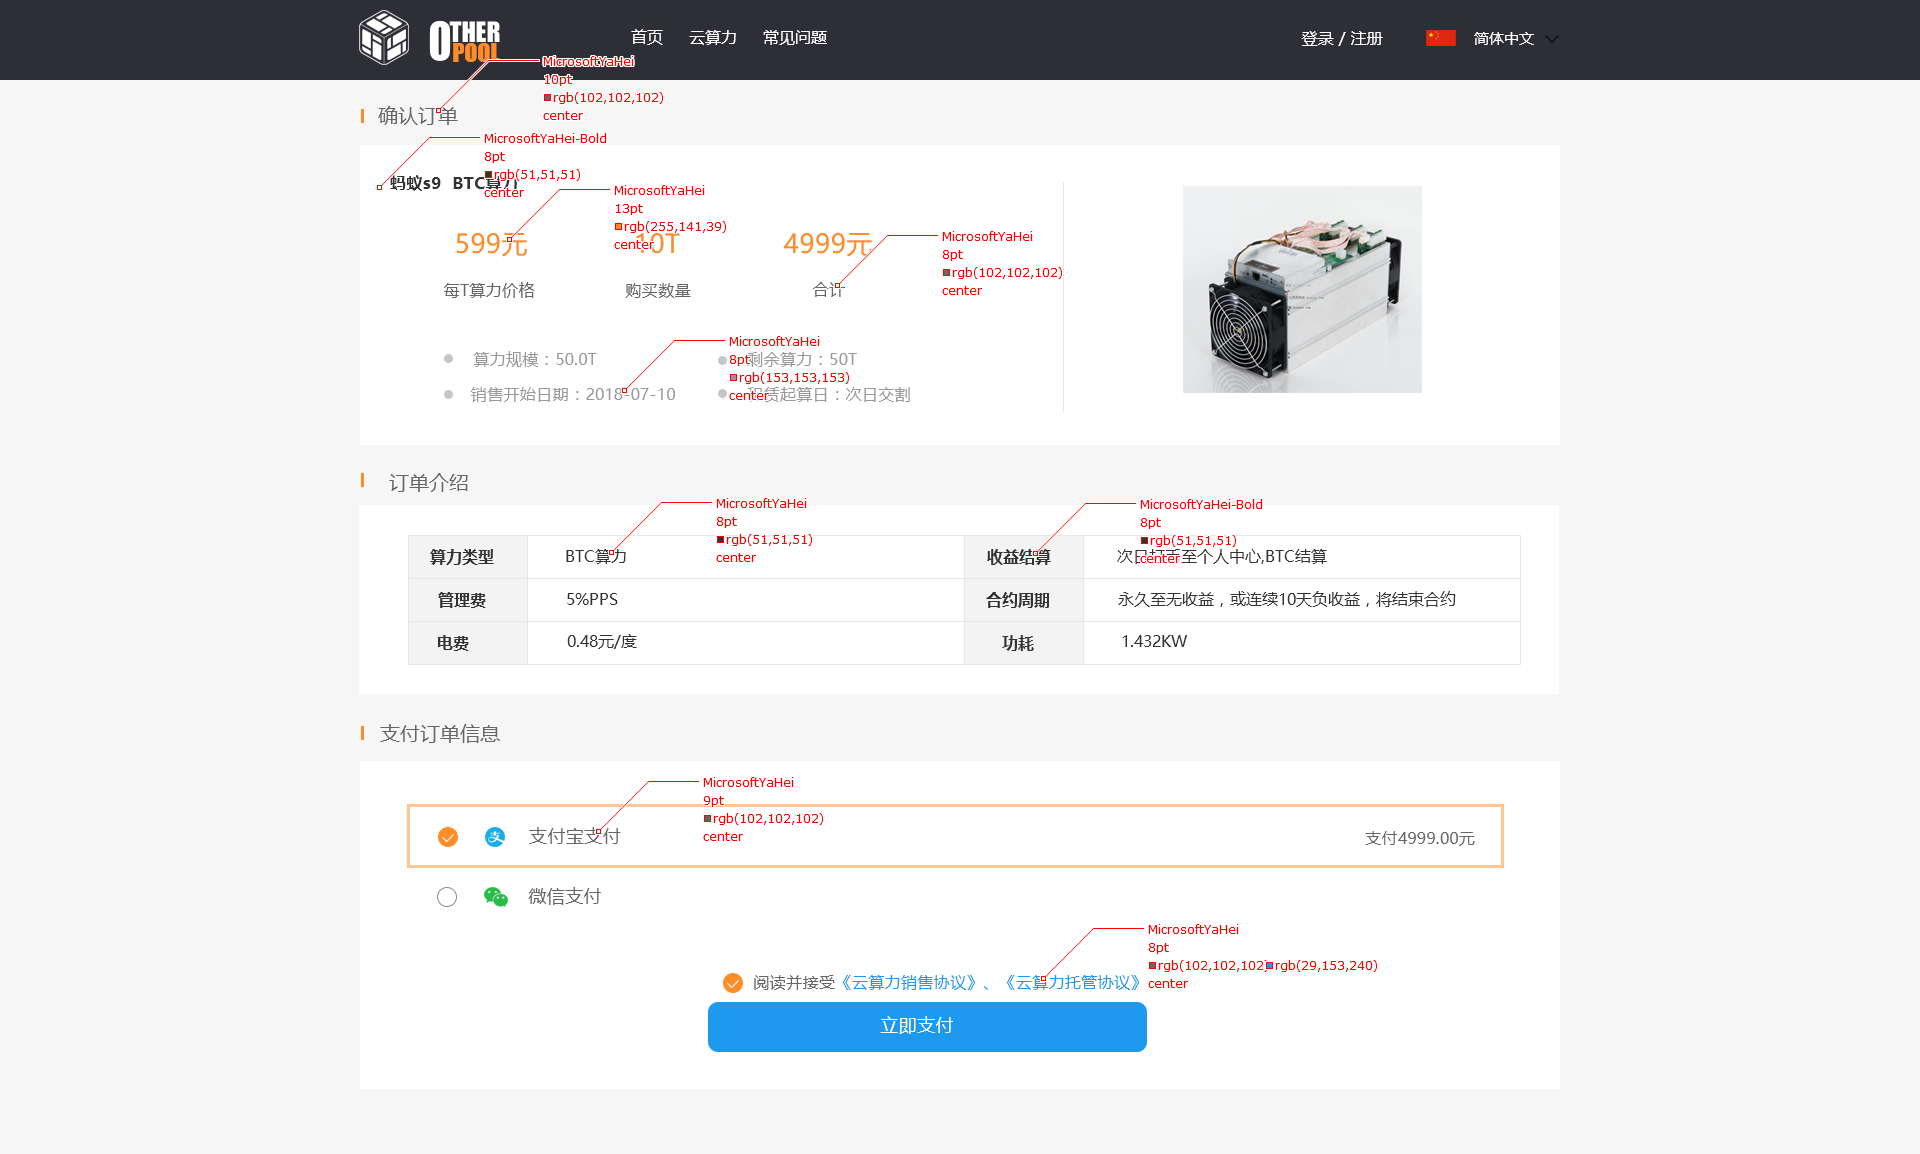 OTHER
POOL
首页 云算力 常见问题
登录 / 注册 简体中文
MicrosoftYaHei
10pt
rgb(102,102,102)
center
确认订单
MicrosoftYaHei-Bold
8pt
rgb(51,51,51)
center
蚂蚁s9 BTC算力
MicrosoftYaHei
13pt
rgb(255,141,39)
center
599元 10T 4999元
MicrosoftYaHei
8pt
rgb(102,102,102)
center
每T算力价格 购买数量 合计
MicrosoftYaHei
8pt
rgb(153,153,153)
center
算力规模：50.0T 剩余算力：50T
销售开始日期：2018-07-10 租赁起算日：次日交割
订单介绍
MicrosoftYaHei
8pt
rgb(51,51,51)
center
MicrosoftYaHei-Bold
8pt
rgb(51,51,51)
center
算力类型 BTC算力 收益结算 次日打币至个人中心,BTC结算
管理费 5%PPS 合约周期 永久至无收益，或连续10天负收益，将结束合约
电费 0.48元/度 功耗 1.432KW
支付订单信息
MicrosoftYaHei
9pt
rgb(102,102,102)
center
支付宝支付 支付4999.00元
微信支付
MicrosoftYaHei
8pt
rgb(102,102,102) rgb(29,153,240)
center
阅读并接受《云算力销售协议》、《云算力托管协议》
立即支付